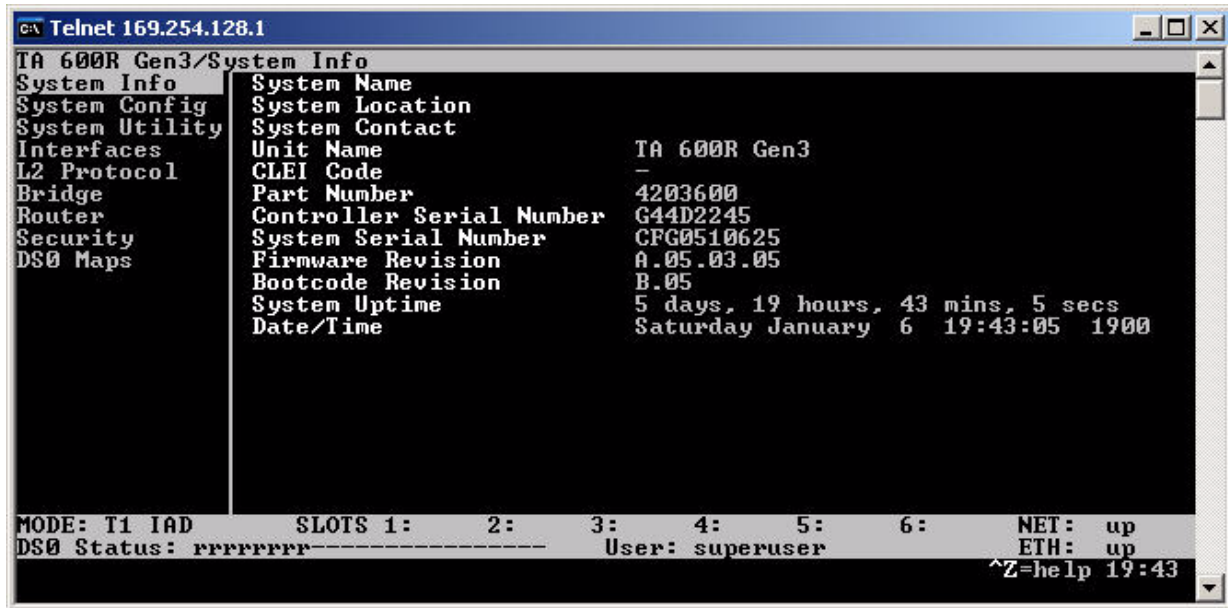 Telnet 169.254.128.1
TA 600R Gen3/System Info
System Info System Name
System Config System Location
System Utility System Contact
Interfaces Unit Name TA 600R Gen3
L2 Protocol CLEI Code -
Bridge Part Number 4203600
Router Controller Serial Number G44D2245
Security System Serial Number CFG0510625
DS0 Maps Firmware Revision A.05.03.05
Bootcode Revision B.05
System Uptime 5 days, 19 hours, 43 mins, 5 secs
Date/Time Saturday January 6 19:43:05 1900
MODE: T1 IAD SLOTS 1: 2: 3: 4: 5: 6: NET: up
DS0 Status: rrrrrrrr---------------- User: superuser ETH: up
^Z=help 19:43